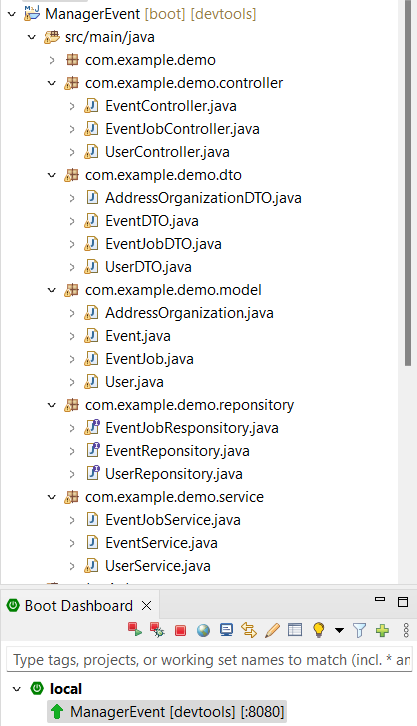 ManagerEvent [boot] [devtools]
src/main/java
com.example.demo
com.example.demo.controller
EventController.java
EventJobController.java
UserController.java
com.example.demo.dto
AddressOrganizationDTO.java
EventDTO.java
EventJobDTO.java
UserDTO.java
com.example.demo.model
AddressOrganization.java
Event.java
EventJob.java
User.java
com.example.demo.reponsitory
EventJobResponsitory.java
EventReponsitory.java
UserReponsitory.java
com.example.demo.service
EventJobService.java
EventService.java
UserService.java
Boot Dashboard
Type tags, projects, or working set names to match (incl. * an
local
ManagerEvent [devtools] [:8080]